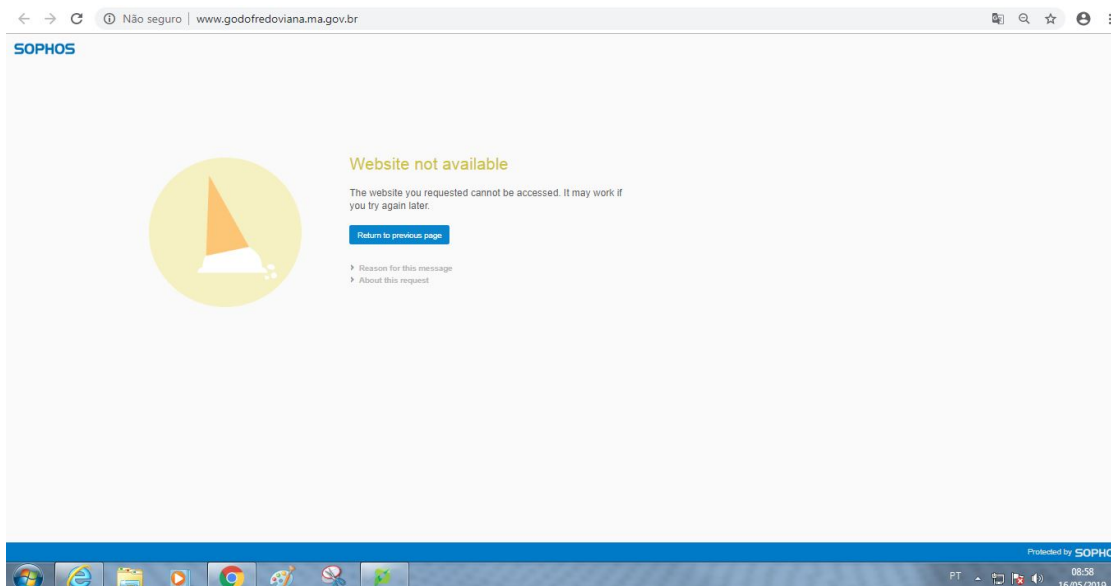 Não seguro | www.godofredoviana.ma.gov.br
SOPHOS
Website not available
The website you requested cannot be accessed. It may work if
you try again later.
Return to previous page
Reason for this message
About this request
Protected by SOPHO
PT
08:58